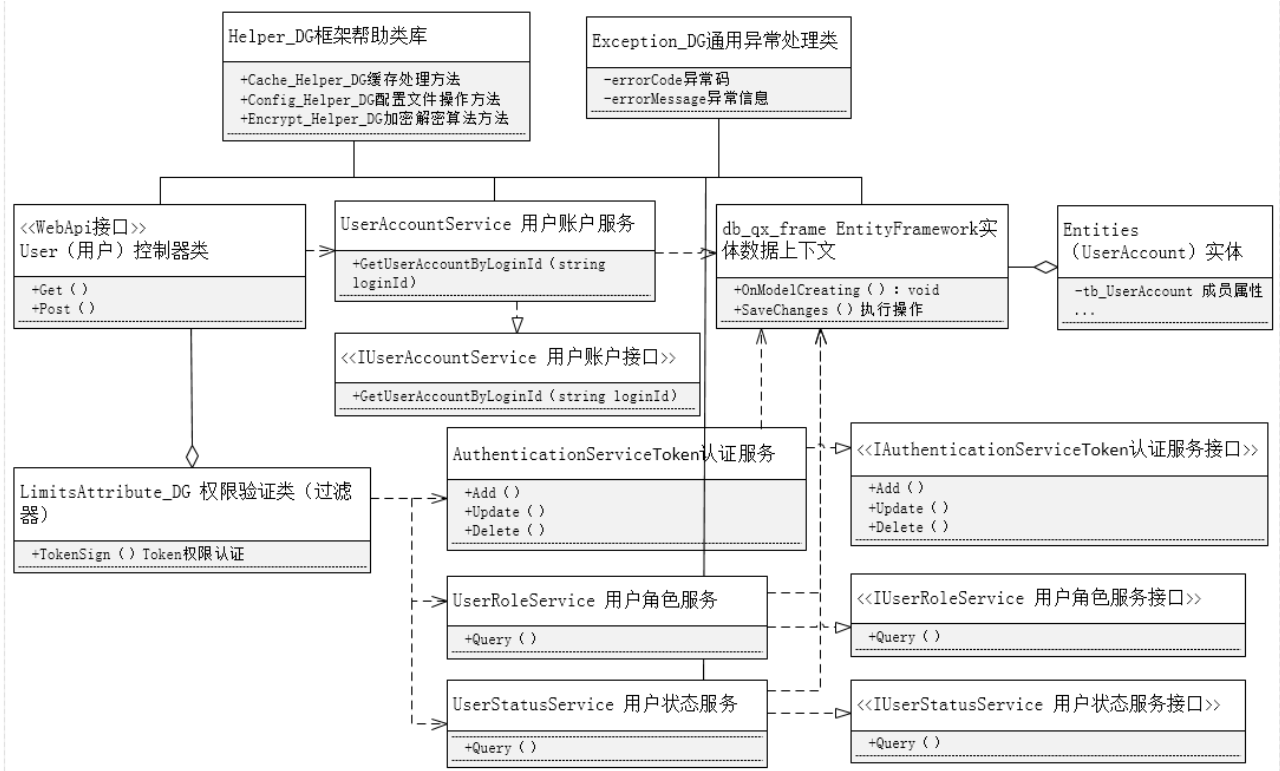 Helper_DG框架帮助类库
+Cache_Helper_DG缓存处理方法
+Config_Helper_DG配置文件操作方法
+Encrypt_Helper_DG加密解密算法方法
Exception_DG通用异常处理类
-errorCode异常码
-errorMessage异常信息
<<WebApi接口>>
User（用户）控制器类
+Get（）
+Post（）
UserAccountService 用户账户服务
+GetUserAccountByLoginId（string
loginId）
db_qx_frame EntityFramework实
体数据上下文
+OnModelCreating（）: void
+SaveChanges（）执行操作
Entities
（UserAccount）实体
-tb_UserAccount 成员属性
...
<<IUserAccountService 用户账户接口>>
+GetUserAccountByLoginId（string loginId）
AuthenticationServiceToken认证服务
+Add（）
+Update（）
+Delete（）
<<IAuthenticationServiceToken认证服务接口>>
+Add（）
+Update（）
+Delete（）
LimitsAttribute_DG 权限验证类（过滤
器）
+TokenSign（）Token权限认证
UserRoleService 用户角色服务
+Query（）
<<IUserRoleService 用户角色服务接口>>
+Query（）
UserStatusService 用户状态服务
+Query（）
<<IUserStatusService 用户状态服务接口>>
+Query（）